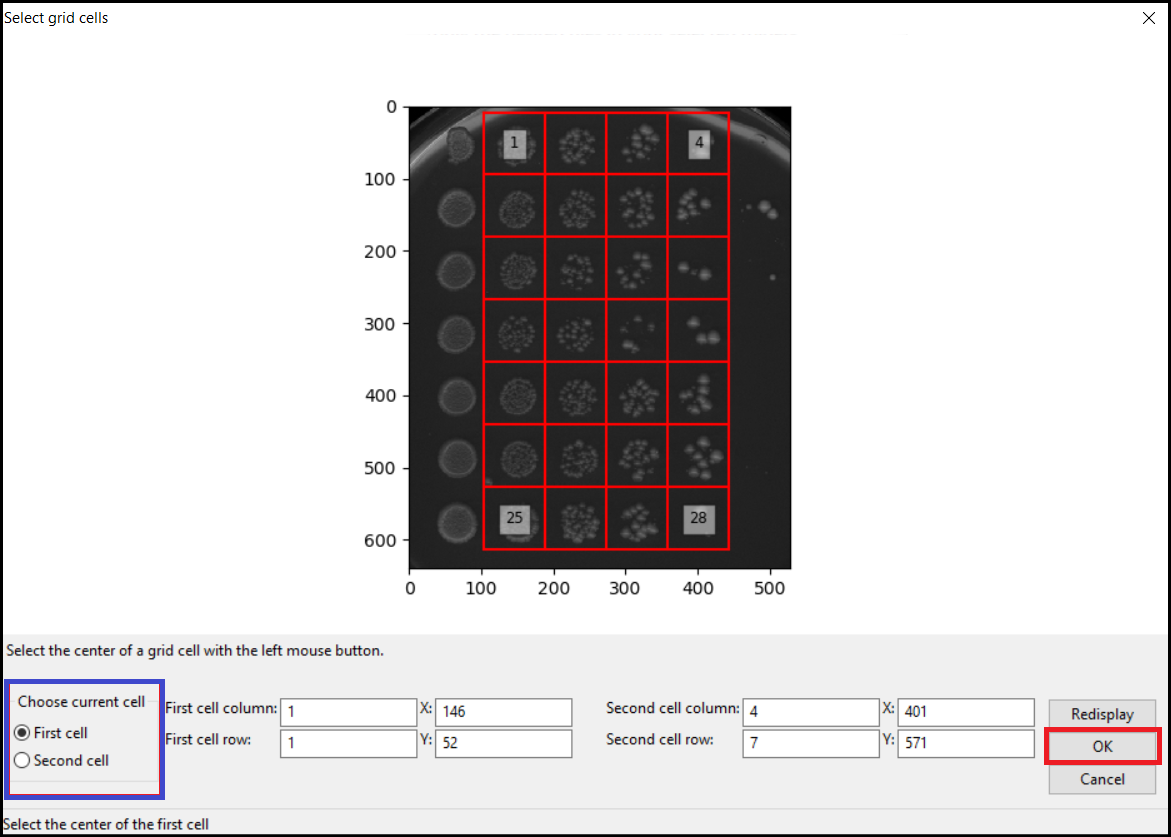 Select grid cells
0
1 4
100
200
300
400
500
25 28
600
0 100 200 300 400 500
Select the center of a grid cell with the left mouse button.
Choose current cell
First cell
Second cell
First cell column: 1 X: 146
First cell row: 1 Y: 52
Second cell column: 4 X: 401
Second cell row: 7 Y: 571
Redisplay
OK
Cancel
Select the center of the first cell